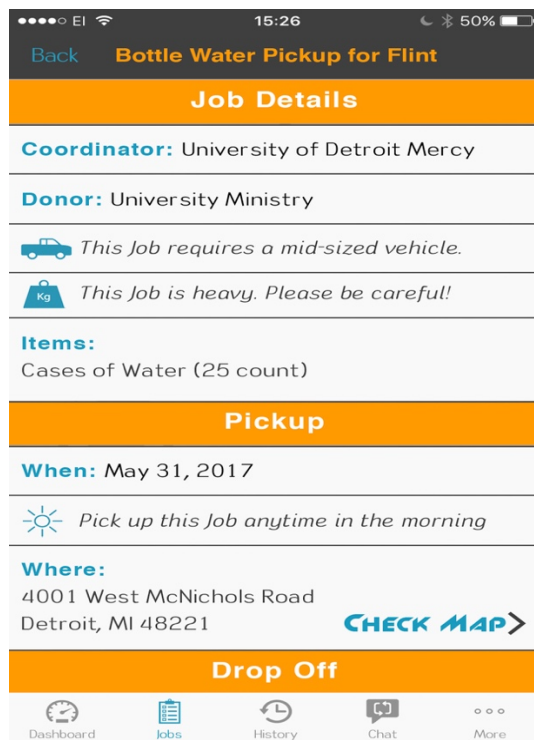 EI 15:26 50%
Back Bottle Water Pickup for Flint
Job Details
Coordinator: University of Detroit Mercy
Donor: University Ministry
This Job requires a mid-sized vehicle.
Kg This Job is heavy. Please be careful!
Items:
Cases of Water (25 count)
Pickup
When: May 31, 2017
Pick up this Job anytime in the morning
Where:
4001 West McNichols Road
Detroit, MI 48221 CHECK MAP
Drop Off
Dashboard Jobs History Chat More